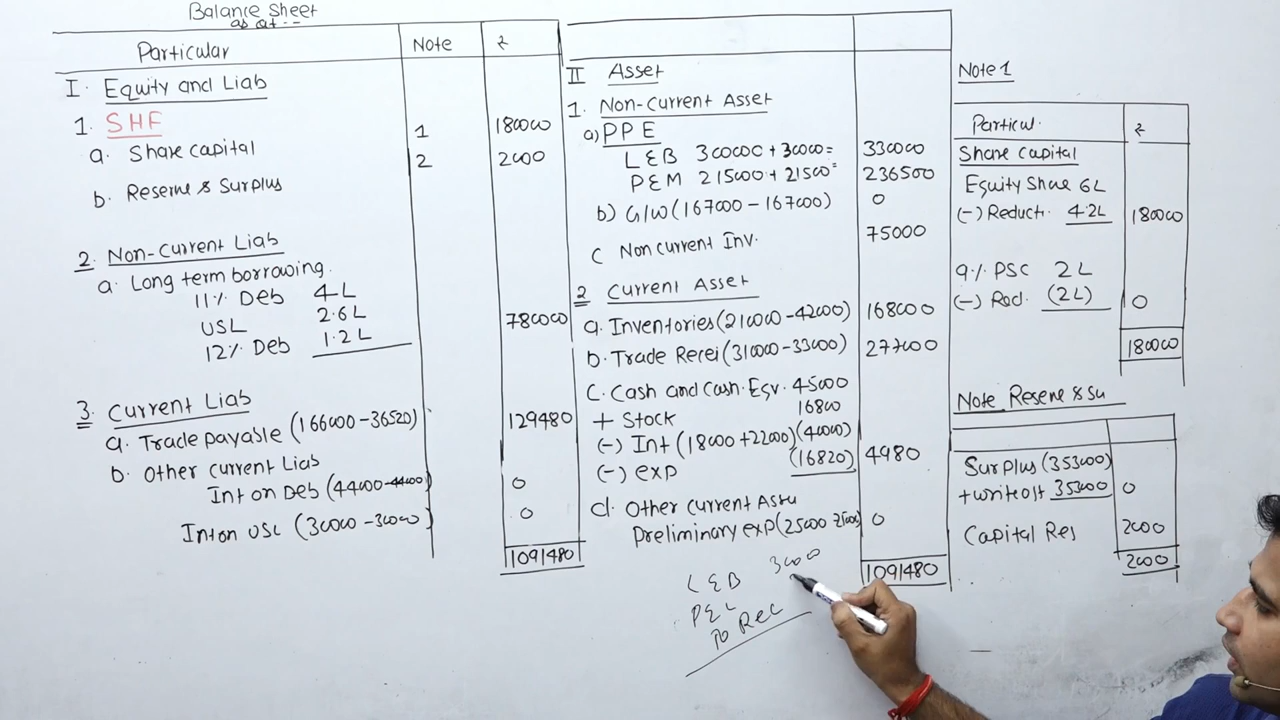 Balance Sheet
as at --
Particular Note ₹
I. Equity and Liab
1. SHF
a. Share capital 1 180000
b. Reserve & Surplus 2 2000
2. Non-Current Liab
a. Long term borrowing.
11% Deb 4L
USL 2.6L
12% Deb 1.2L
780000
3. Current Liab
a. Trade payable (166000-36520) 129480
b. Other current Liab
Int on Deb (44000-44000) 0
Int on USL (30000-30000) 0
1091480
II Asset
1. Non-Current Asset
a) PPE
L&B 300000+30000= 330000
P&M 215000+21500= 236500
b) G/W (167000-167000) 0
C Non current Inv. 75000
2 Current Asset
a. Inventories (210000-42000) 168000
b. Trade Recei (310000-33000) 277000
C. Cash and Cash. Eqv. 45000
+ Stock 16800
(-) Int (18000+22000) (40000)
(-) exp (16820) 4980
d. Other current Asset
Preliminary exp (25000-25000) 0
1091480
L&B 3000
P&L
To Rec
Note 1
Particul. ₹
Share Capital
Equity Share 6L
(-) Reduct. 4.2L 180000
9% PSC 2L
(-) Red. (2L) 0
180000
Note Reserve & Su
Surplus (353000)
+ write off 353000 0
Capital Res 2000
2000